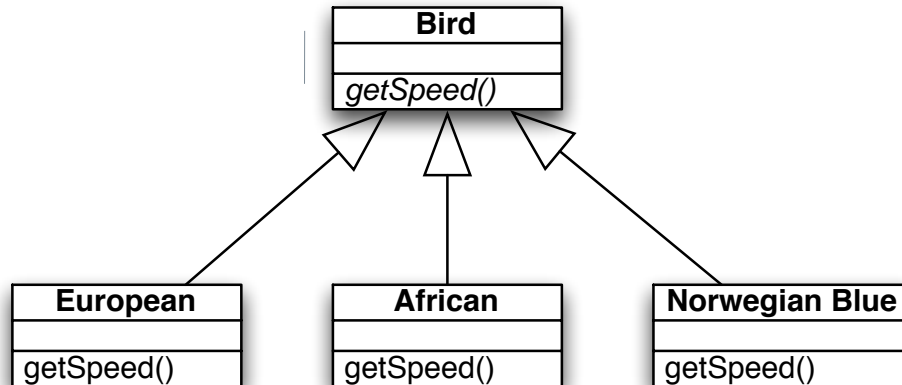 Bird
getSpeed()
European
African
Norwegian Blue
getSpeed()
getSpeed()
getSpeed()